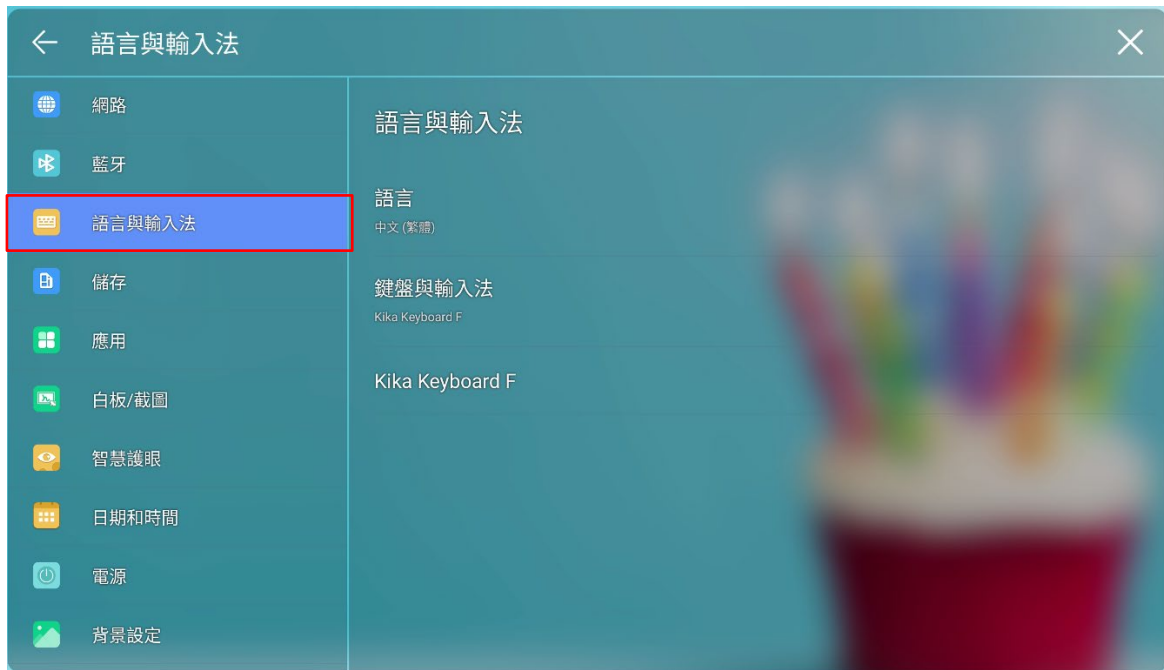 語言與輸入法
網路
藍牙
語言與輸入法
儲存
應用
白板/截圖
智慧護眼
日期和時間
電源
背景設定
語言與輸入法
語言
中文 (繁體)
鍵盤與輸入法
Kika Keyboard F
Kika Keyboard F